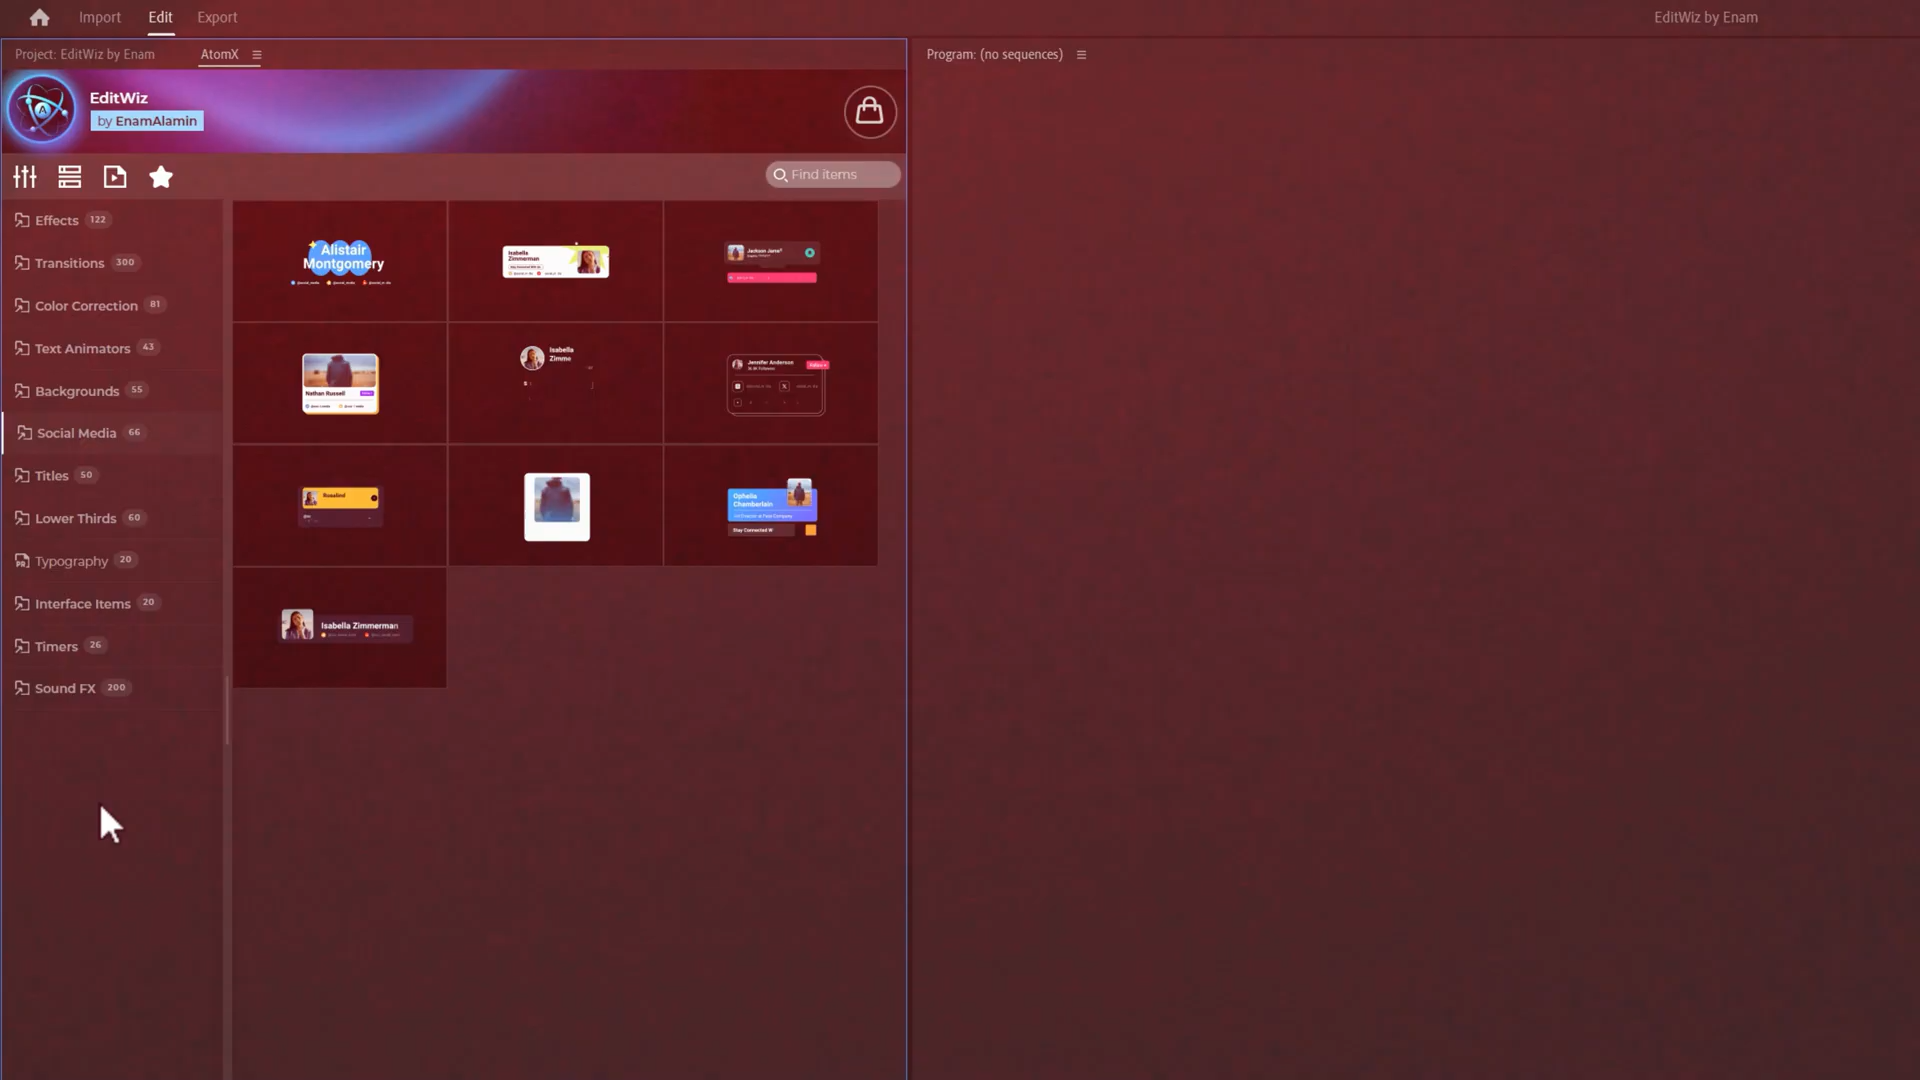 Import Edit Export EditWiz by Enam
Project: EditWiz by Enam AtomX Program: (no sequences)
EditWiz
by EnamAlamin
Find items
Effects 122
Transitions 300
Color Correction 81
Text Animators 43
Backgrounds 55
Social Media 66
Titles 50
Lower Thirds 60
Typography 20
Interface Items 20
Timers 26
Sound FX 200
Alistair
Montgomery
Isabella
Zimmerman
Nathan Russell
Isabella
Zimme
Jennifer Anderson
Rosalind
Ophelia
Chamberlain
Stay Connected W
Isabella Zimmerman